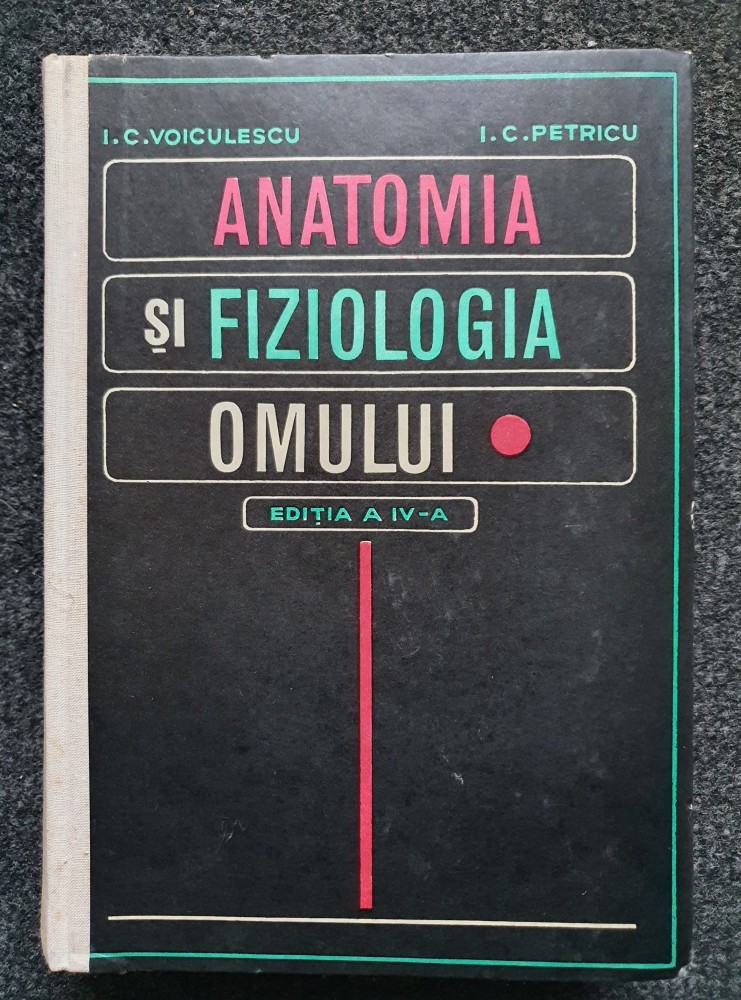 I.C.VOICULESCU I.C.PETRICU
ANATOMIA
ȘI FIZIOLOGIA
OMULUI
EDIȚIA A IV-A